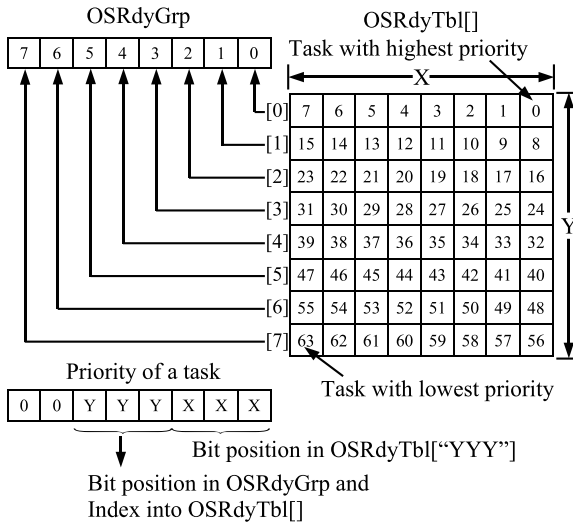 OSRdyGrp
OSRdyTbl[]
Task with highest priority
7 6 5 4 3 2 1 0
X
[0] 7 6 5 4 3 2 1 0
Y
[1] 15 14 13 12 11 10 9 8
[2] 23 22 21 20 19 18 17 16
[3] 31 30 29 28 27 26 25 24
[4] 39 38 37 36 35 34 33 32
[5] 47 46 45 44 43 42 41 40
[6] 55 54 53 52 51 50 49 48
[7] 63 62 61 60 59 58 57 56
Priority of a task
Task with lowest priority
0 0 Y Y Y X X X
Bit position in OSRdyTbl[“YYY”]
Bit position in OSRdyGrp and
Index into OSRdyTbl[]